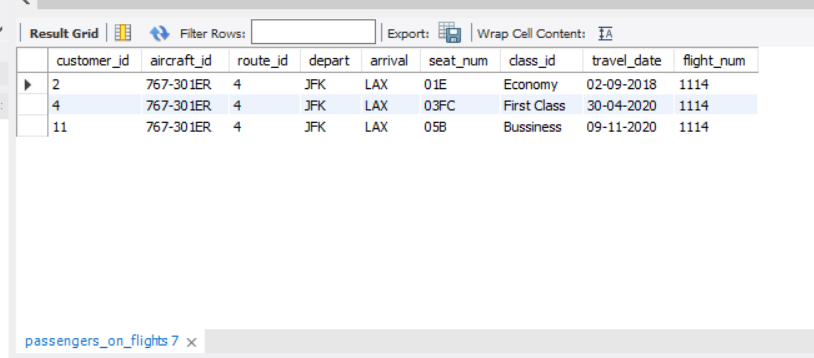 Result Grid Filter Rows: Export: Wrap Cell Content: IA
customer_id aircraft_id route_id depart arrival seat_num class_id travel_date flight_num
2 767-301ER 4 JFK LAX 01E Economy 02-09-2018 1114
4 767-301ER 4 JFK LAX 03FC First Class 30-04-2020 1114
11 767-301ER 4 JFK LAX 05B Bussiness 09-11-2020 1114
passengers_on_flights 7